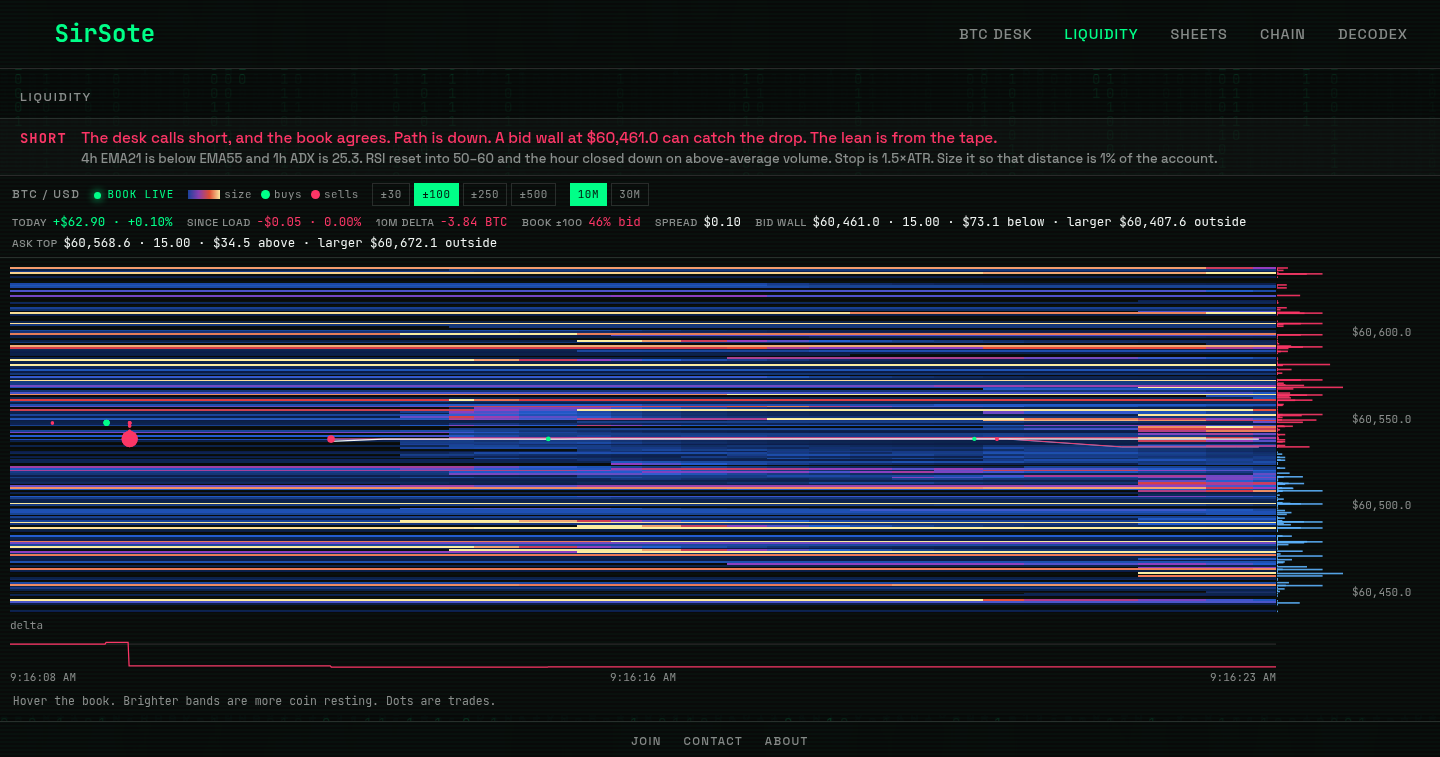 SirSote
BTC DESK LIQUIDITY SHEETS CHAIN DECODEX
LIQUIDITY
SHORT The desk calls short, and the book agrees. Path is down. A bid wall at $60,461.0 can catch the drop. The lean is from the tape.
4h EMA21 is below EMA55 and 1h ADX is 25.3. RSI reset into 50–60 and the hour closed down on above-average volume. Stop is 1.5×ATR. Size it so that distance is 1% of the account.
BTC / USD BOOK LIVE size buys sells ±30 ±100 ±250 ±500 10M 30M
TODAY +$62.90 · +0.10% SINCE LOAD -$0.05 · 0.00% 10M DELTA -3.84 BTC BOOK ±100 46% bid SPREAD $0.10 BID WALL $60,461.0 · 15.00 · $73.1 below · larger $60,407.6 outside
ASK TOP $60,568.6 · 15.00 · $34.5 above · larger $60,672.1 outside
$60,600.0
$60,550.0
$60,500.0
$60,450.0
delta
9:16:08 AM 9:16:16 AM 9:16:23 AM
Hover the book. Brighter bands are more coin resting. Dots are trades.
JOIN CONTACT ABOUT